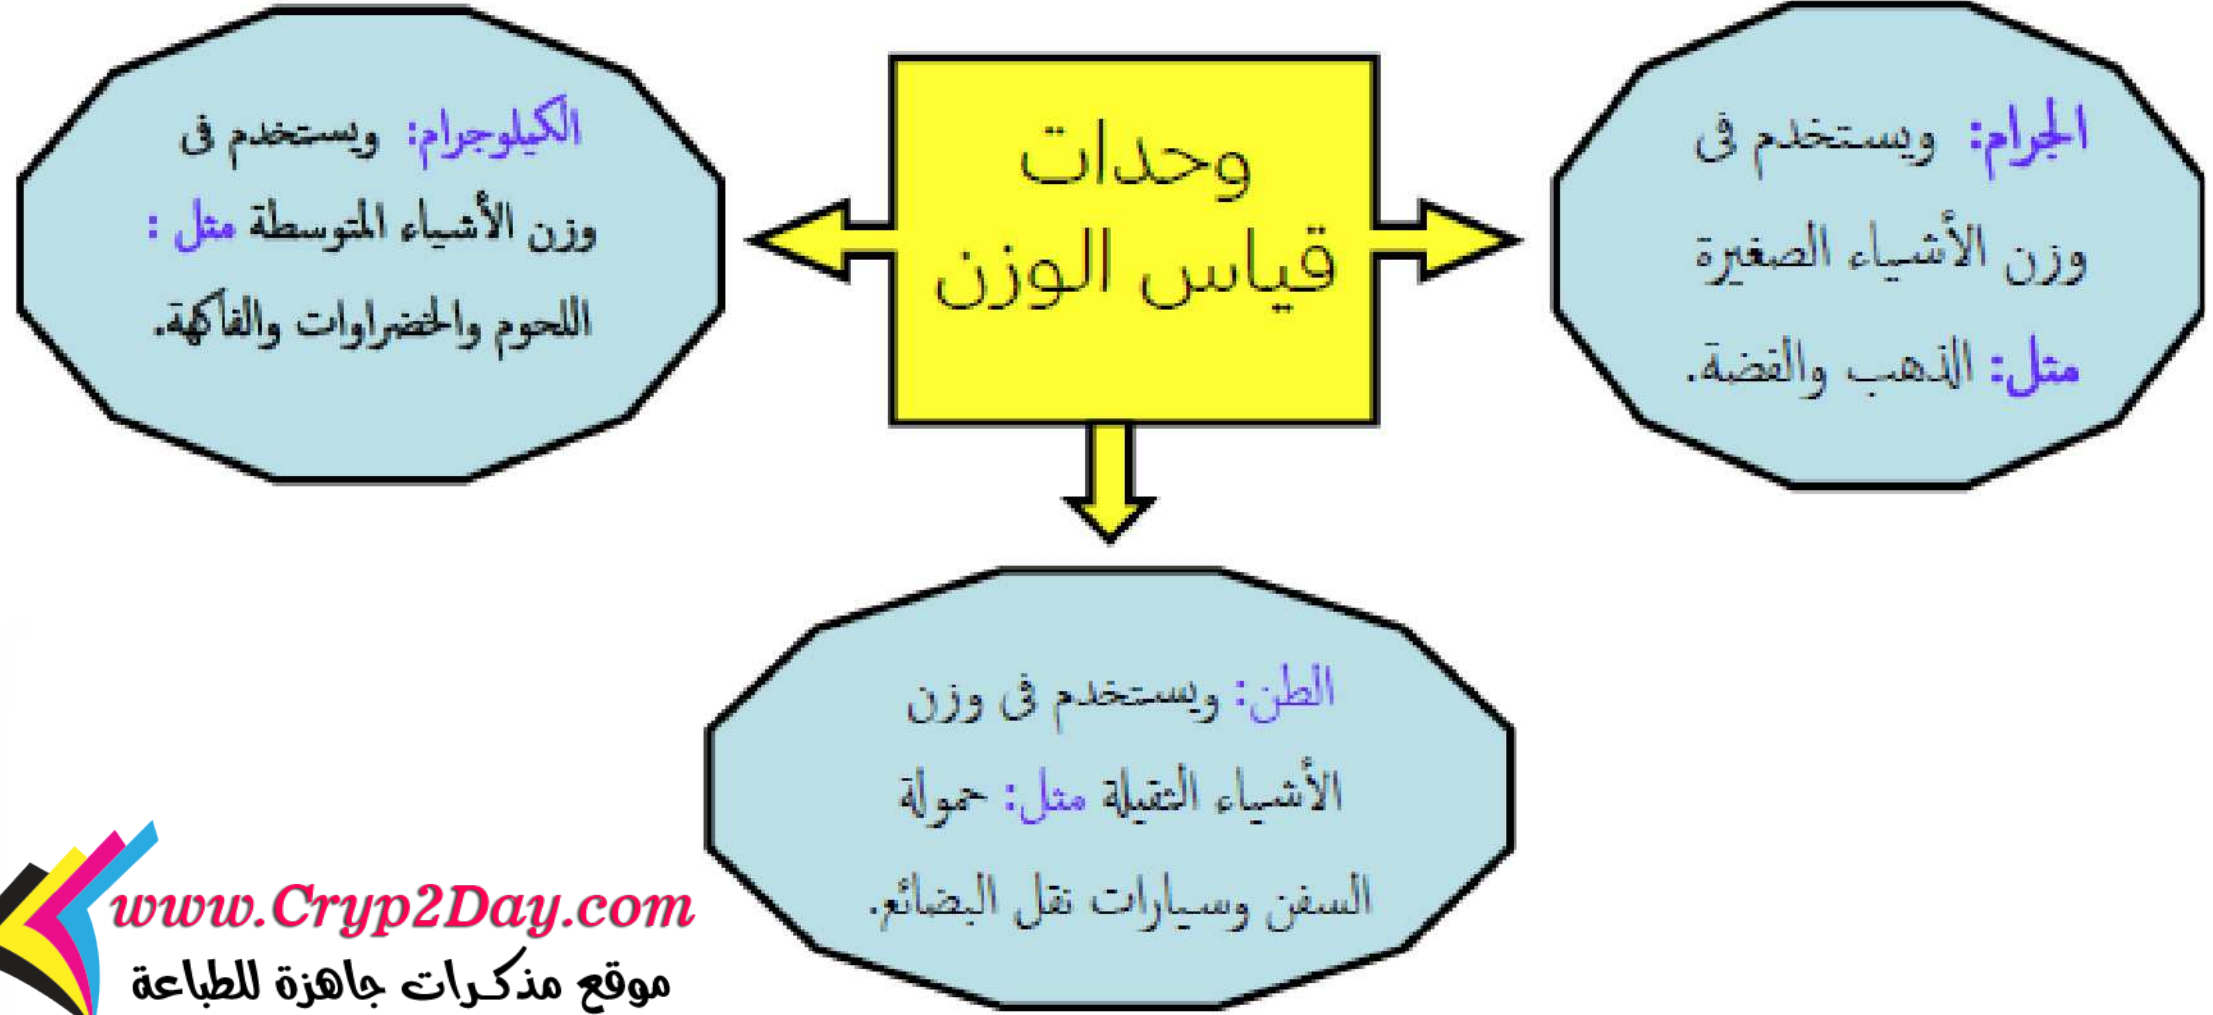 وحدات
قياس الوزن
الجرام: ويستخدم فى
وزن الأشياء الصغيرة
مثل: الذهب والفضة.
الكيلوجرام: ويستخدم فى
وزن الأشياء المتوسطة مثل :
اللحوم والخضراوات والفاكهة.
الطن: ويستخدم فى وزن
الأشياء الثقيلة مثل: حمولة
السفن وسيارات نقل البضائع.
www.Cryp2Day.com
موقع مذكرات جاهزة للطباعة